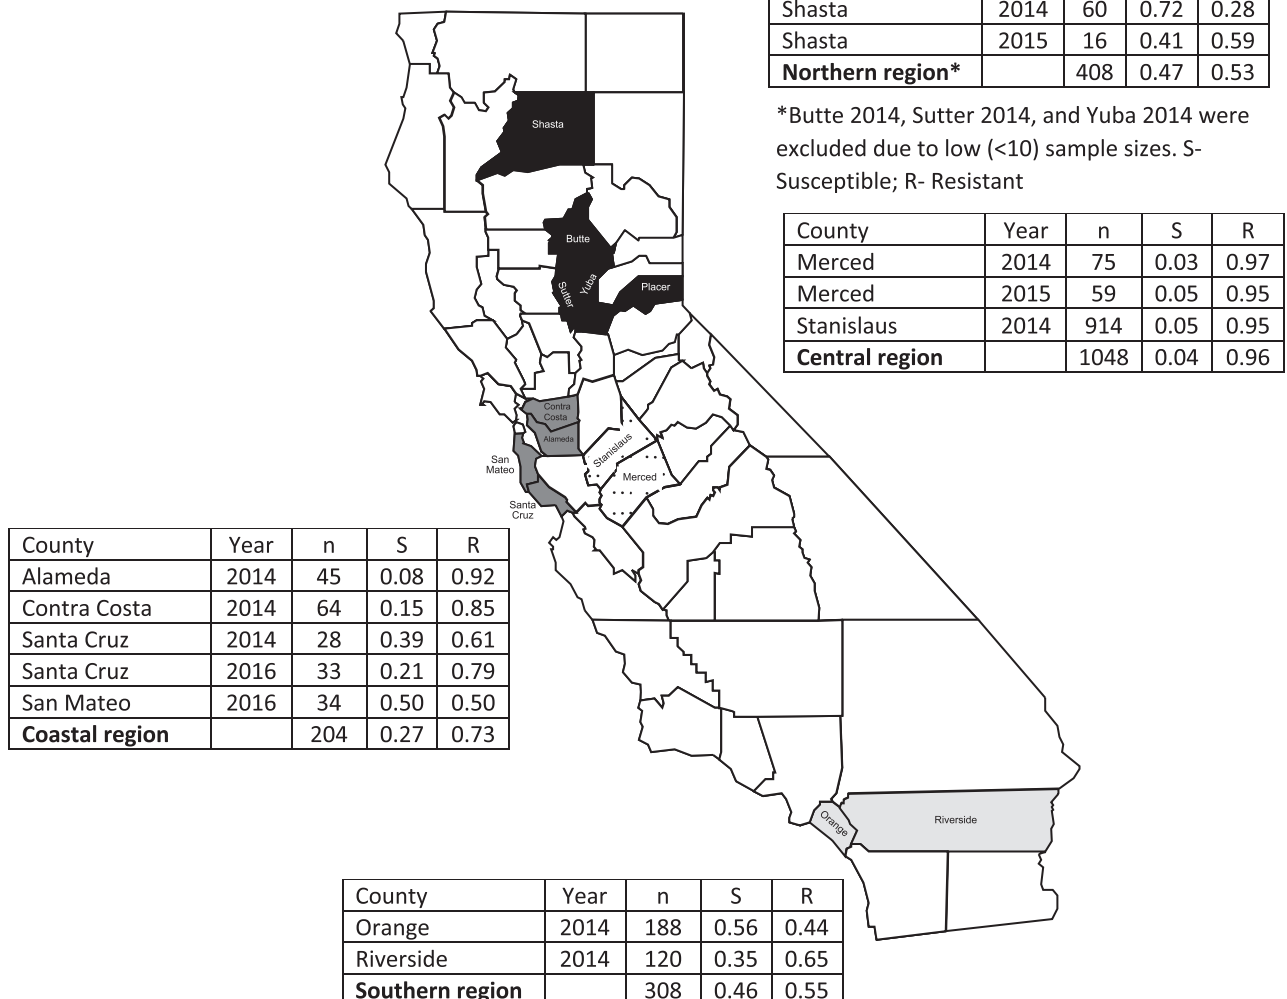 Shasta 2014 60 0.72 0.28
Shasta 2015 16 0.41 0.59
Northern region* 408 0.47 0.53
*Butte 2014, Sutter 2014, and Yuba 2014 were
excluded due to low (<10) sample sizes. S-
Susceptible; R- Resistant
County Year n S R
Merced 2014 75 0.03 0.97
Merced 2015 59 0.05 0.95
Stanislaus 2014 914 0.05 0.95
Central region 1048 0.04 0.96
Shasta
Butte
Sutter
Yuba
Placer
Contra
Costa
Alameda
San
Mateo
Santa
Cruz
Stanislaus
Merced
County Year n S R
Alameda 2014 45 0.08 0.92
Contra Costa 2014 64 0.15 0.85
Santa Cruz 2014 28 0.39 0.61
Santa Cruz 2016 33 0.21 0.79
San Mateo 2016 34 0.50 0.50
Coastal region 204 0.27 0.73
Orange
Riverside
County Year n S R
Orange 2014 188 0.56 0.44
Riverside 2014 120 0.35 0.65
Southern region 308 0.46 0.55